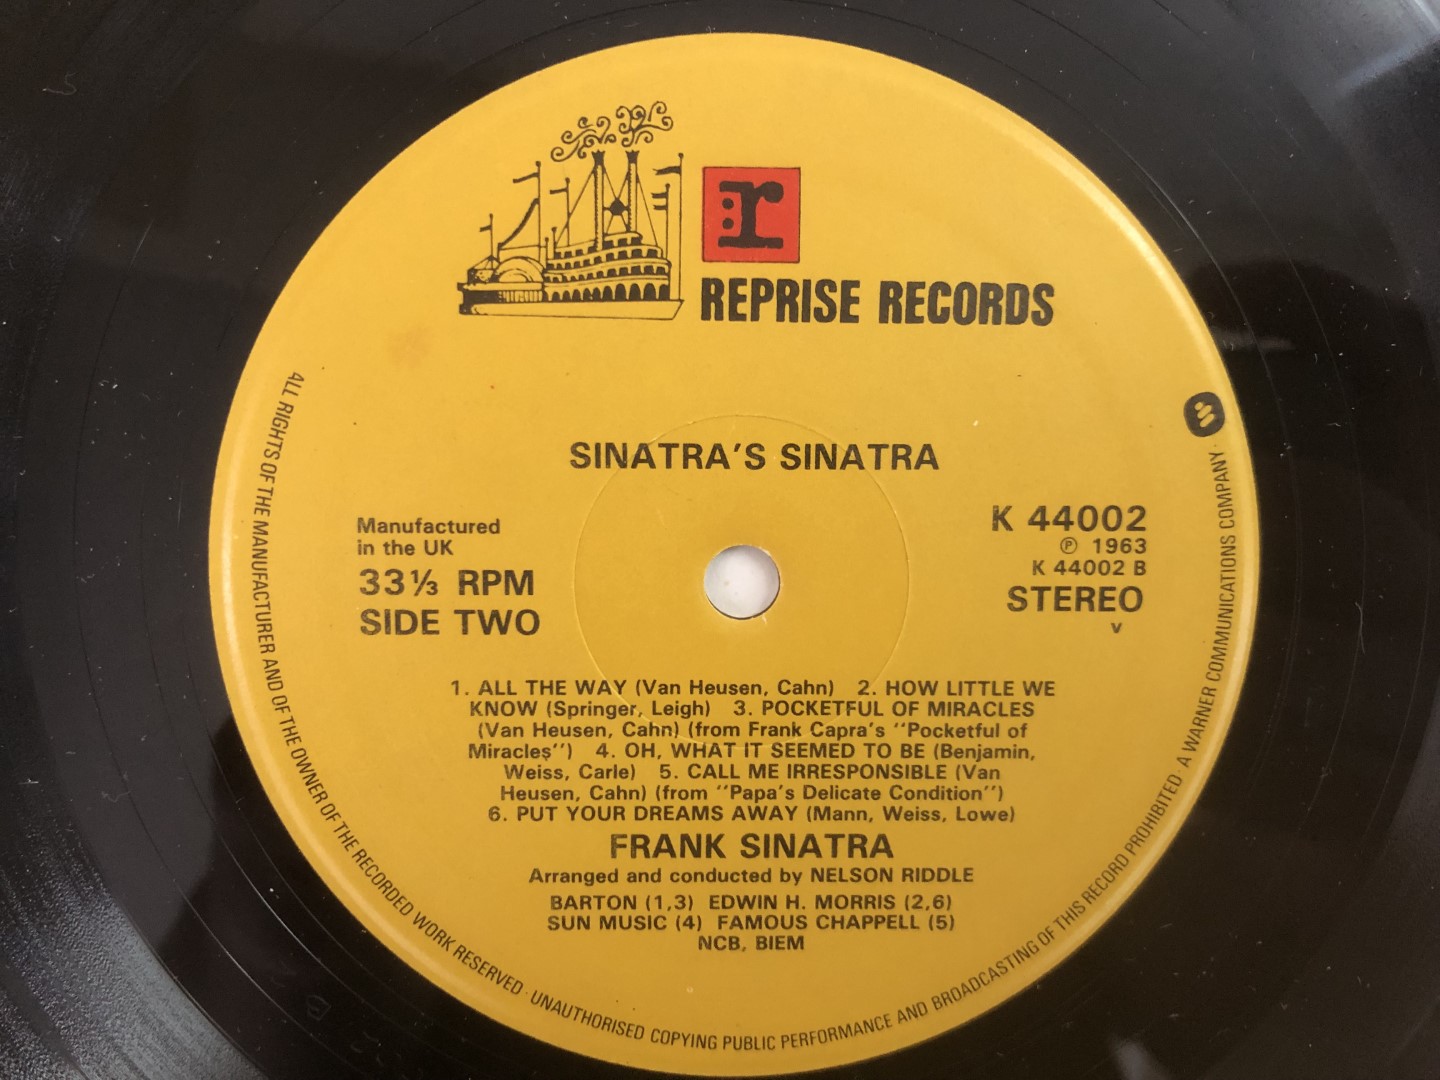 r
REPRISE RECORDS
SINATRA'S SINATRA
Manufactured
in the UK
33⅓ RPM
SIDE TWO
K 44002
℗ 1963
K 44002 B
STEREO
v
1. ALL THE WAY (Van Heusen, Cahn) 2. HOW LITTLE WE
KNOW (Springer, Leigh) 3. POCKETFUL OF MIRACLES
(Van Heusen, Cahn) (from Frank Capra's "Pocketful of
Miracles") 4. OH, WHAT IT SEEMED TO BE (Benjamin,
Weiss, Carle) 5. CALL ME IRRESPONSIBLE (Van
Heusen, Cahn) (from "Papa's Delicate Condition")
6. PUT YOUR DREAMS AWAY (Mann, Weiss, Lowe)
FRANK SINATRA
Arranged and conducted by NELSON RIDDLE
BARTON (1,3) EDWIN H. MORRIS (2,6)
SUN MUSIC (4) FAMOUS CHAPPELL (5)
NCB, BIEM
ALL RIGHTS OF THE MANUFACTURER AND OF THE OWNER OF THE RECORDED WORK RESERVED · UNAUTHORISED COPYING PUBLIC PERFORMANCE AND BROADCASTING OF THIS RECORD PROHIBITED · A WARNER COMMUNICATIONS COMPANY ·